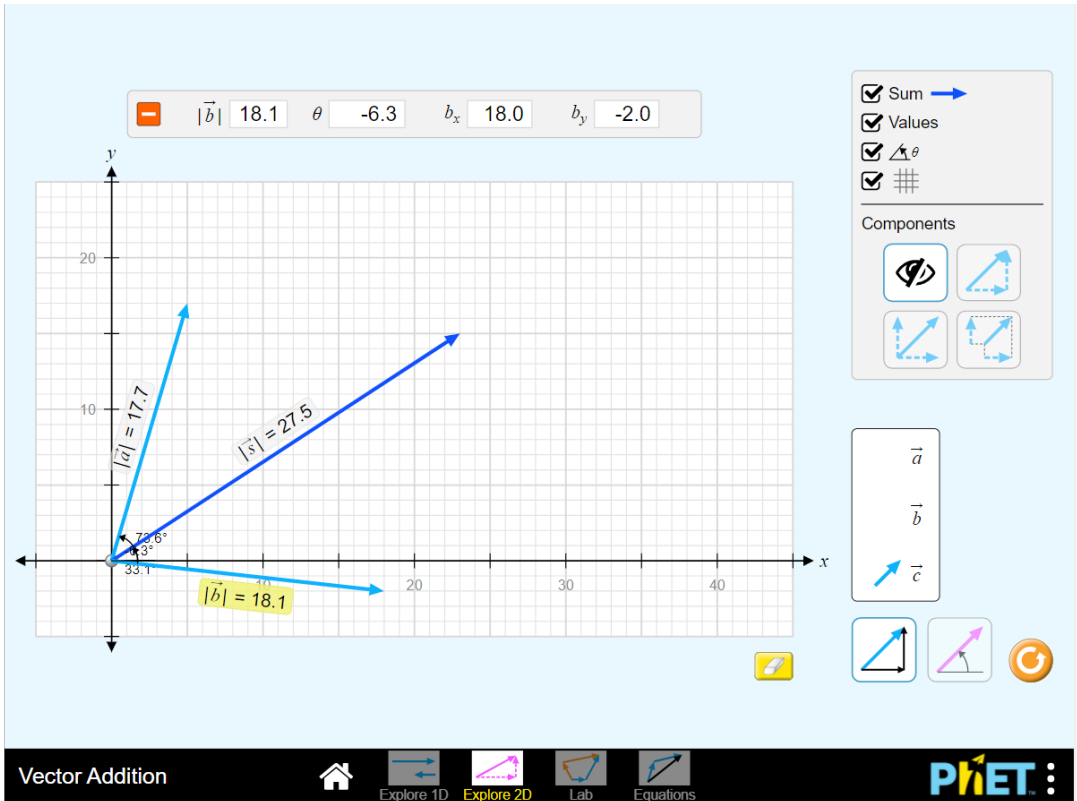 |b⃗| 18.1 θ -6.3 bx 18.0 by -2.0
Sum
Values
θ
Components
y
20
10
|a⃗| = 17.7
|s⃗| = 27.5
73.6°
6.3°
33.1°
x
10 20 30 40
|b⃗| = 18.1
a⃗
b⃗
c⃗
Vector Addition
Explore 1D Explore 2D Lab Equations
PhET